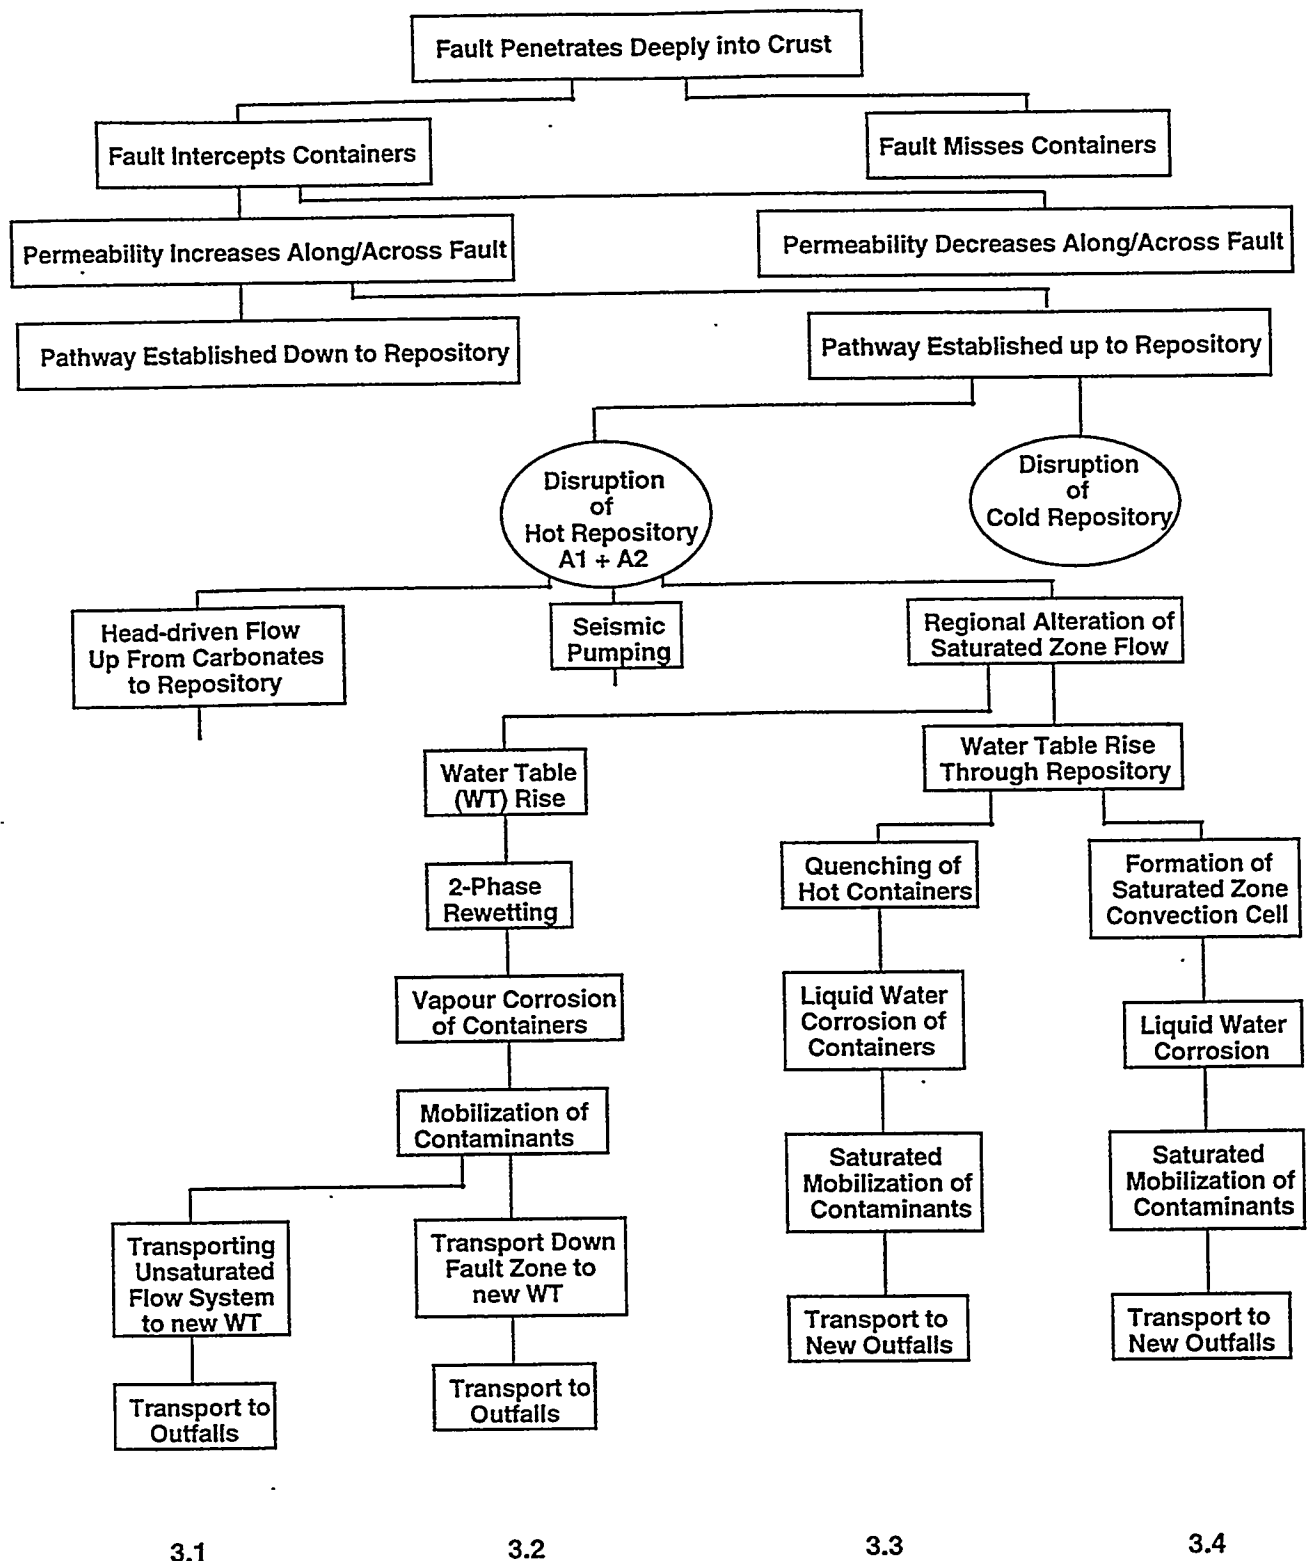 Fault Penetrates Deeply into Crust
Fault Intercepts Containers
Fault Misses Containers
Permeability Increases Along/Across Fault
Permeability Decreases Along/Across Fault
Pathway Established Down to Repository
Pathway Established up to Repository
Disruption
of
Hot Repository
A1 + A2
Disruption
of
Cold Repository
Head-driven Flow
Up From Carbonates
to Repository
Seismic
Pumping
Regional Alteration of
Saturated Zone Flow
Water Table
(WT) Rise
Water Table Rise
Through Repository
2-Phase
Rewetting
Quenching of
Hot Containers
Formation of
Saturated Zone
Convection Cell
Vapour Corrosion
of Containers
Liquid Water
Corrosion of
Containers
Liquid Water
Corrosion
Mobilization of
Contaminants
Saturated
Mobilization of
Contaminants
Saturated
Mobilization of
Contaminants
Transporting
Unsaturated
Flow System
to new WT
Transport Down
Fault Zone to
new WT
Transport to
New Outfalls
Transport to
New Outfalls
Transport to
Outfalls
Transport to
Outfalls
3.1
3.2
3.3
3.4